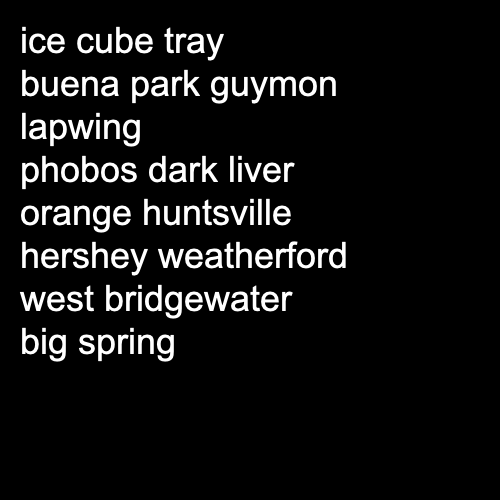 ice cube tray
buena park guymon
lapwing
phobos dark liver
orange huntsville
hershey weatherford
west bridgewater
big spring